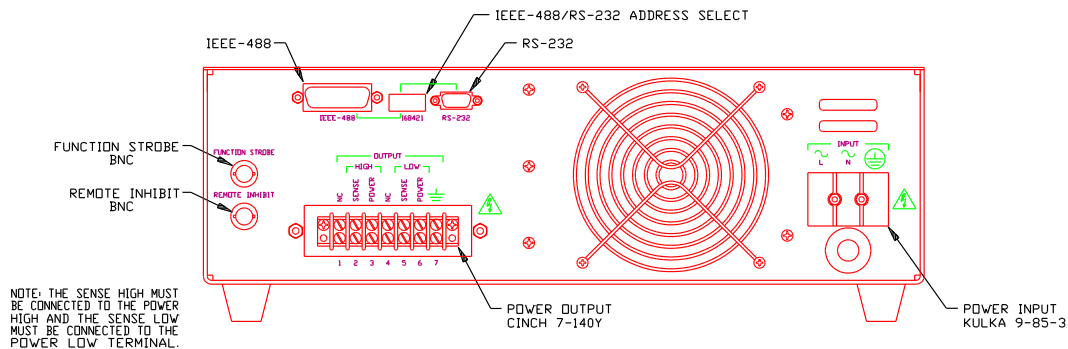 IEEE-488/RS-232 ADDRESS SELECT
IEEE-488
RS-232
IEEE-488
168421
RS-232
FUNCTION STROBE
BNC
FUNCTION STROBE
REMOTE INHIBIT
BNC
REMOTE INHIBIT
OUTPUT
HIGH
LOW
NC
SENSE
POWER
NC
SENSE
POWER
1 2 3 4 5 6 7
INPUT
L N
POWER OUTPUT
CINCH 7-140Y
POWER INPUT
KULKA 9-85-3
NOTE: THE SENSE HIGH MUST
BE CONNECTED TO THE POWER
HIGH AND THE SENSE LOW
MUST BE CONNECTED TO THE
POWER LOW TERMINAL.